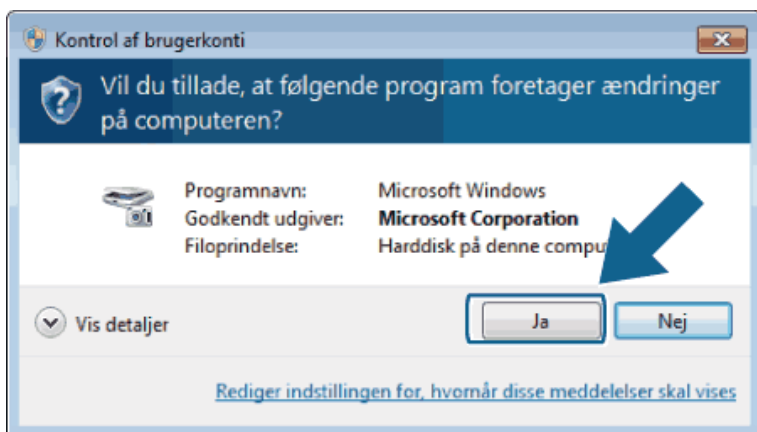 Kontrol af brugerkonti
Vil du tillade, at følgende program foretager ændringer
på computeren?
Programnavn: Microsoft Windows
Godkendt udgiver: Microsoft Corporation
Filoprindelse: Harddisk på denne
Vis detaljer
Ja
Nej
Rediger indstillingen for, hvornår disse meddelelser skal vises